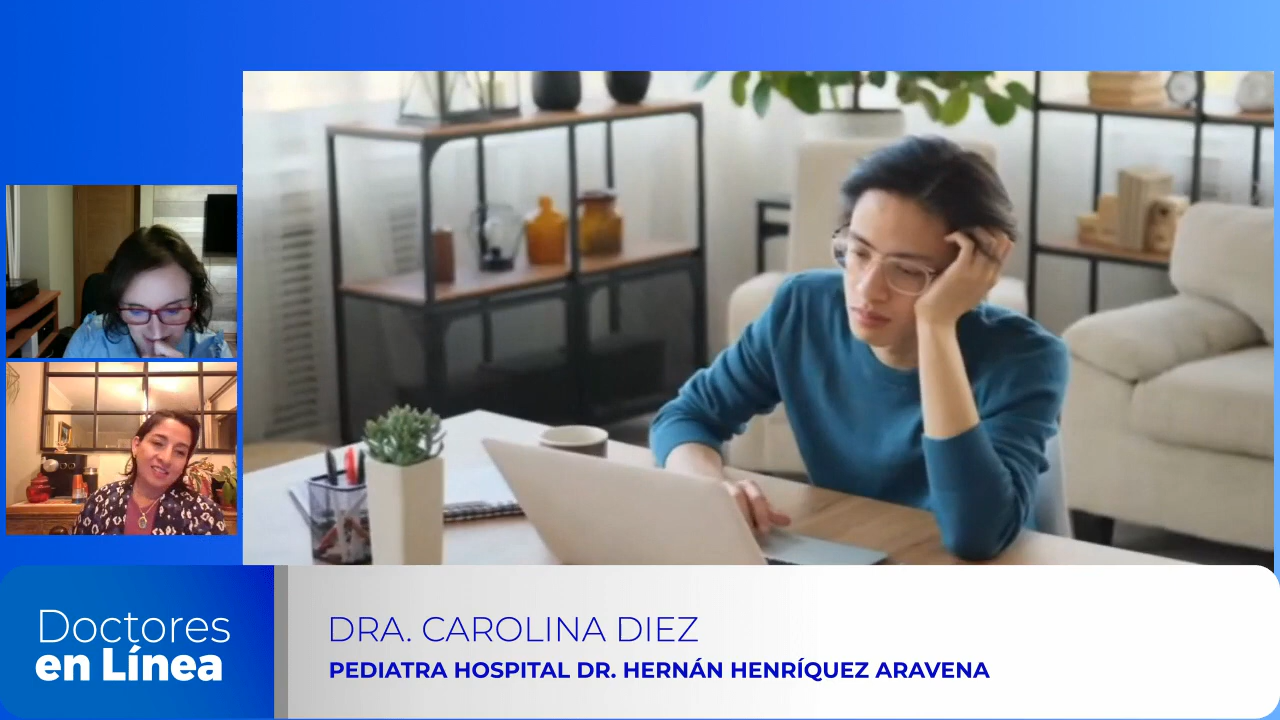 Doctores
en Línea
DRA. CAROLINA DIEZ
PEDIATRA HOSPITAL DR. HERNÁN HENRÍQUEZ ARAVENA